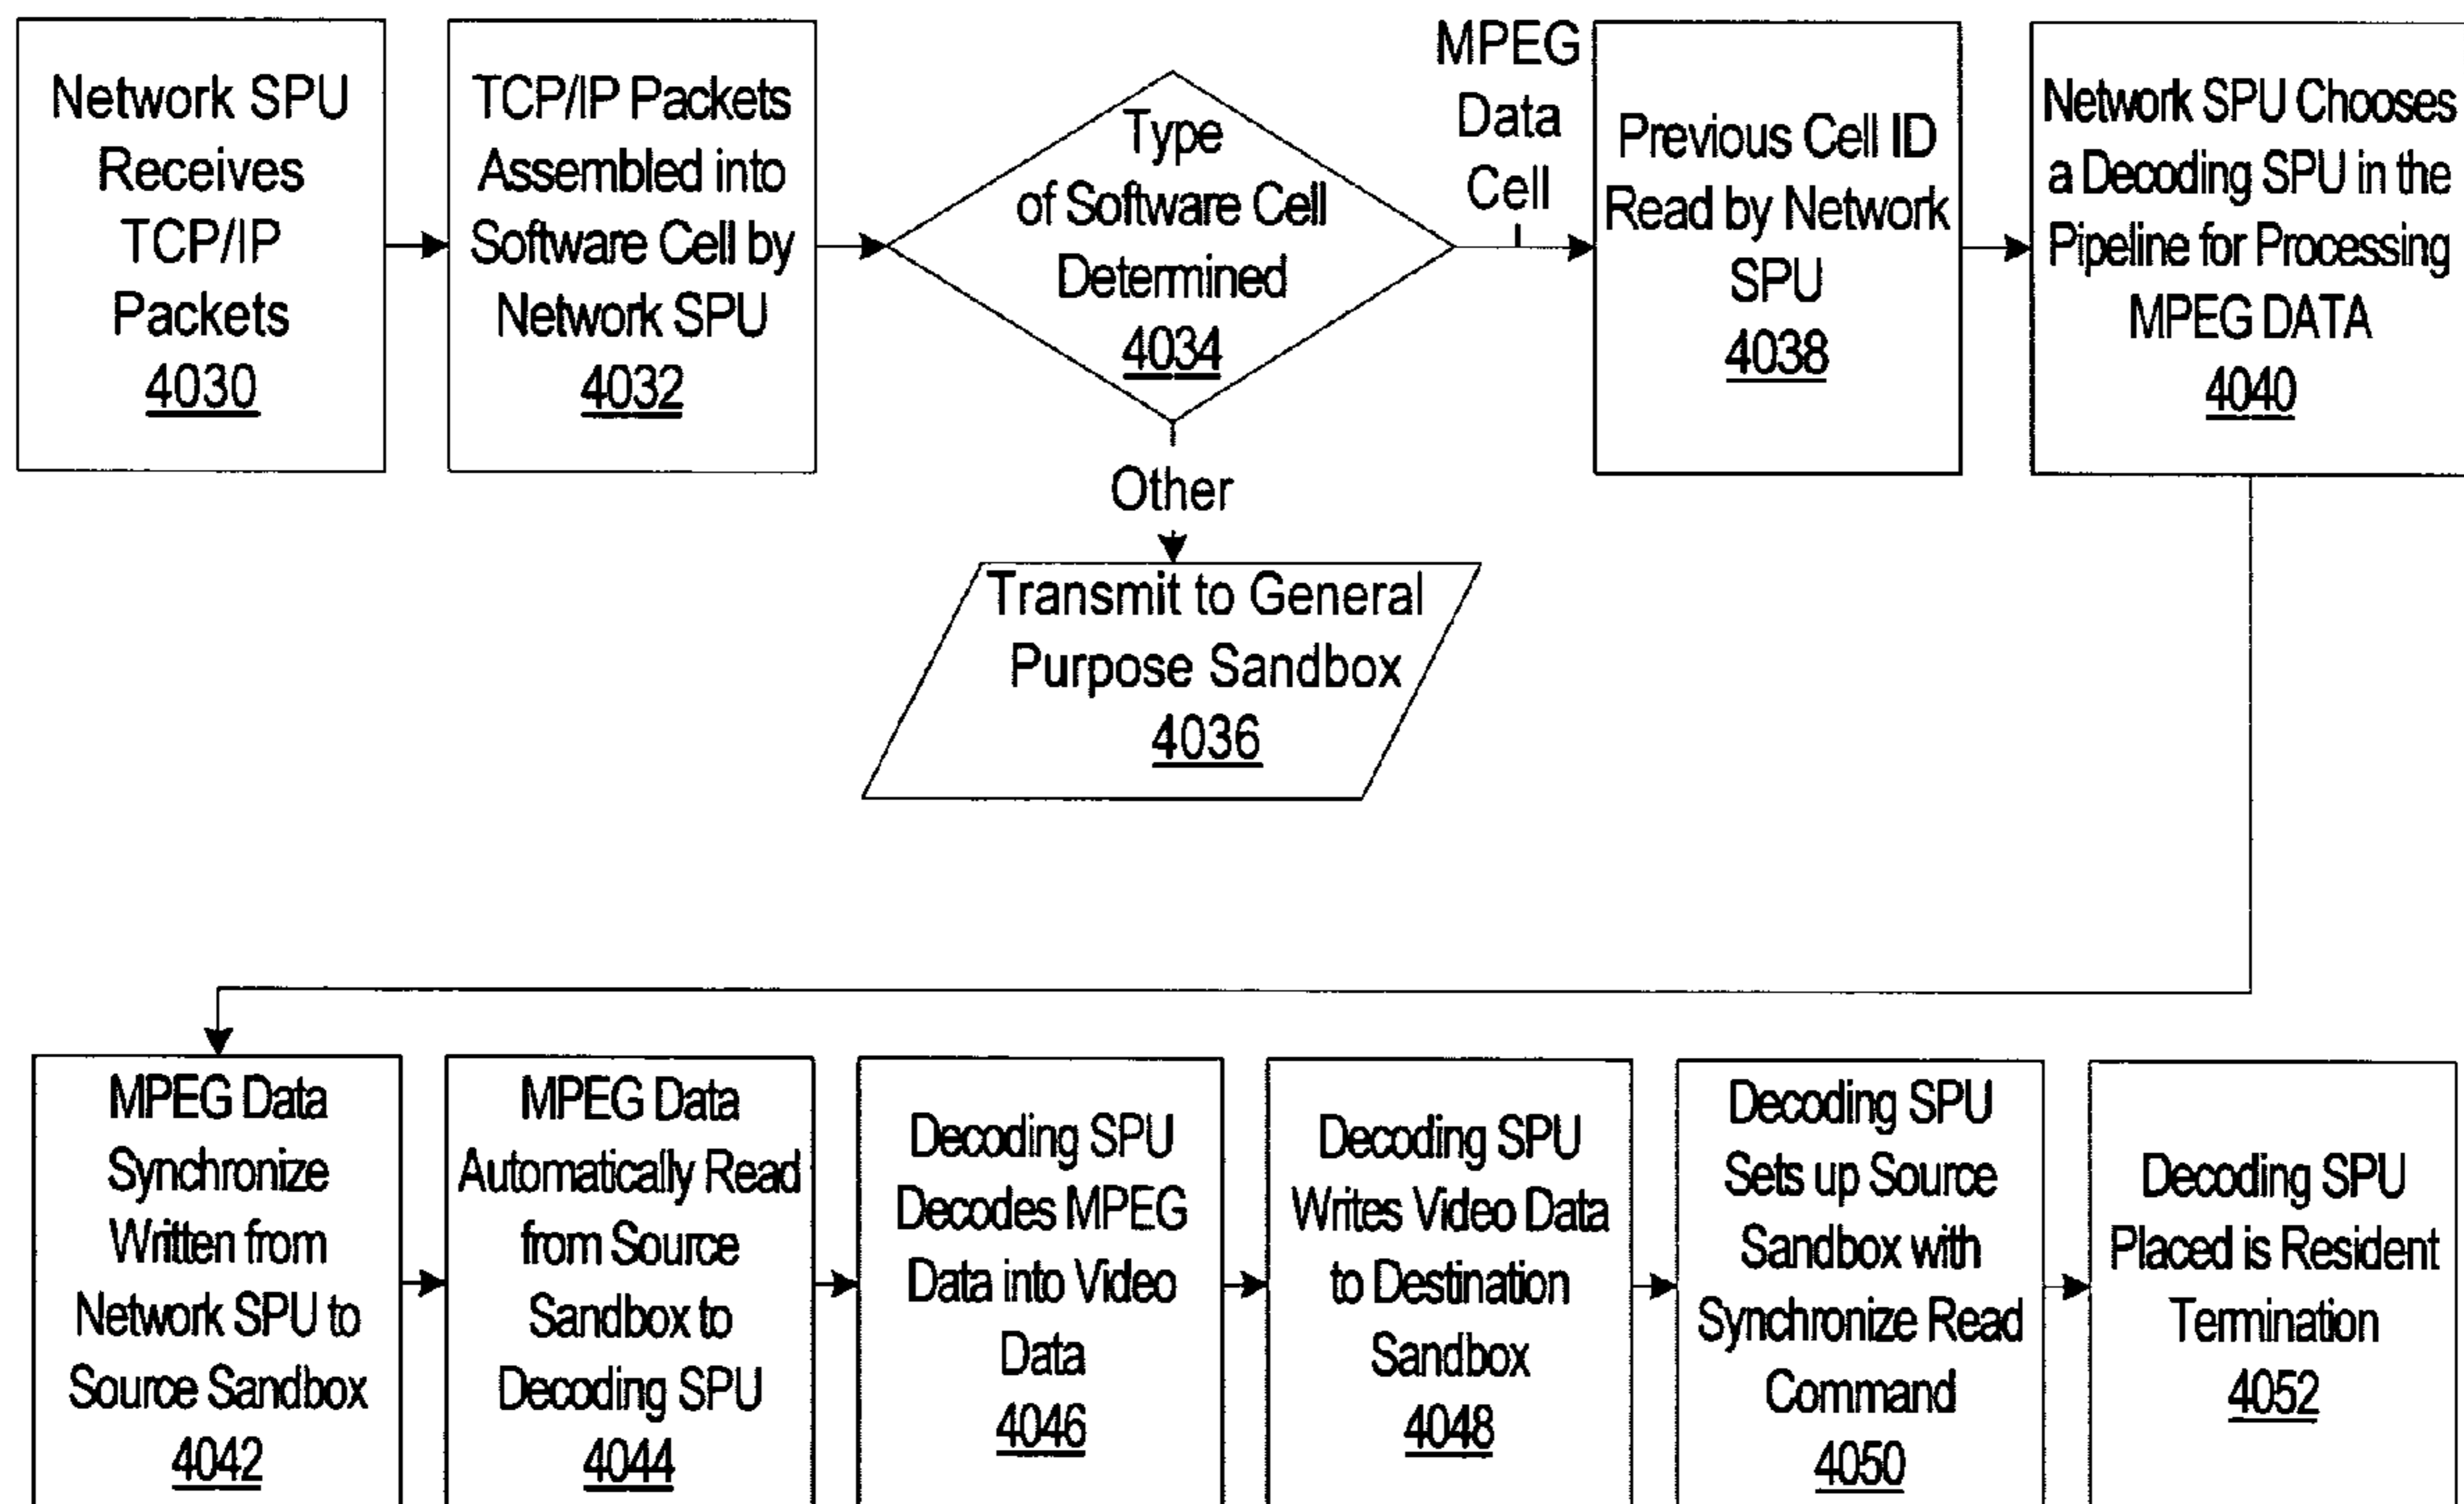 Network SPU
Receives
TCP/IP
Packets
4030
TCP/IP Packets
Assembled into
Software Cell by
Network SPU
4032
Type
of Software Cell
Determined
4034
MPEG
Data
Cell
Previous Cell ID
Read by Network
SPU
4038
Network SPU Chooses
a Decoding SPU in the
Pipeline for Processing
MPEG DATA
4040
Other
Transmit to General
Purpose Sandbox
4036
MPEG Data
Synchronize
Written from
Network SPU to
Source Sandbox
4042
MPEG Data
Automatically Read
from Source
Sandbox to
Decoding SPU
4044
Decoding SPU
Decodes MPEG
Data into Video
Data
4046
Decoding SPU
Writes Video Data
to Destination
Sandbox
4048
Decoding SPU
Sets up Source
Sandbox with
Synchronize Read
Command
4050
Decoding SPU
Placed is Resident
Termination
4052